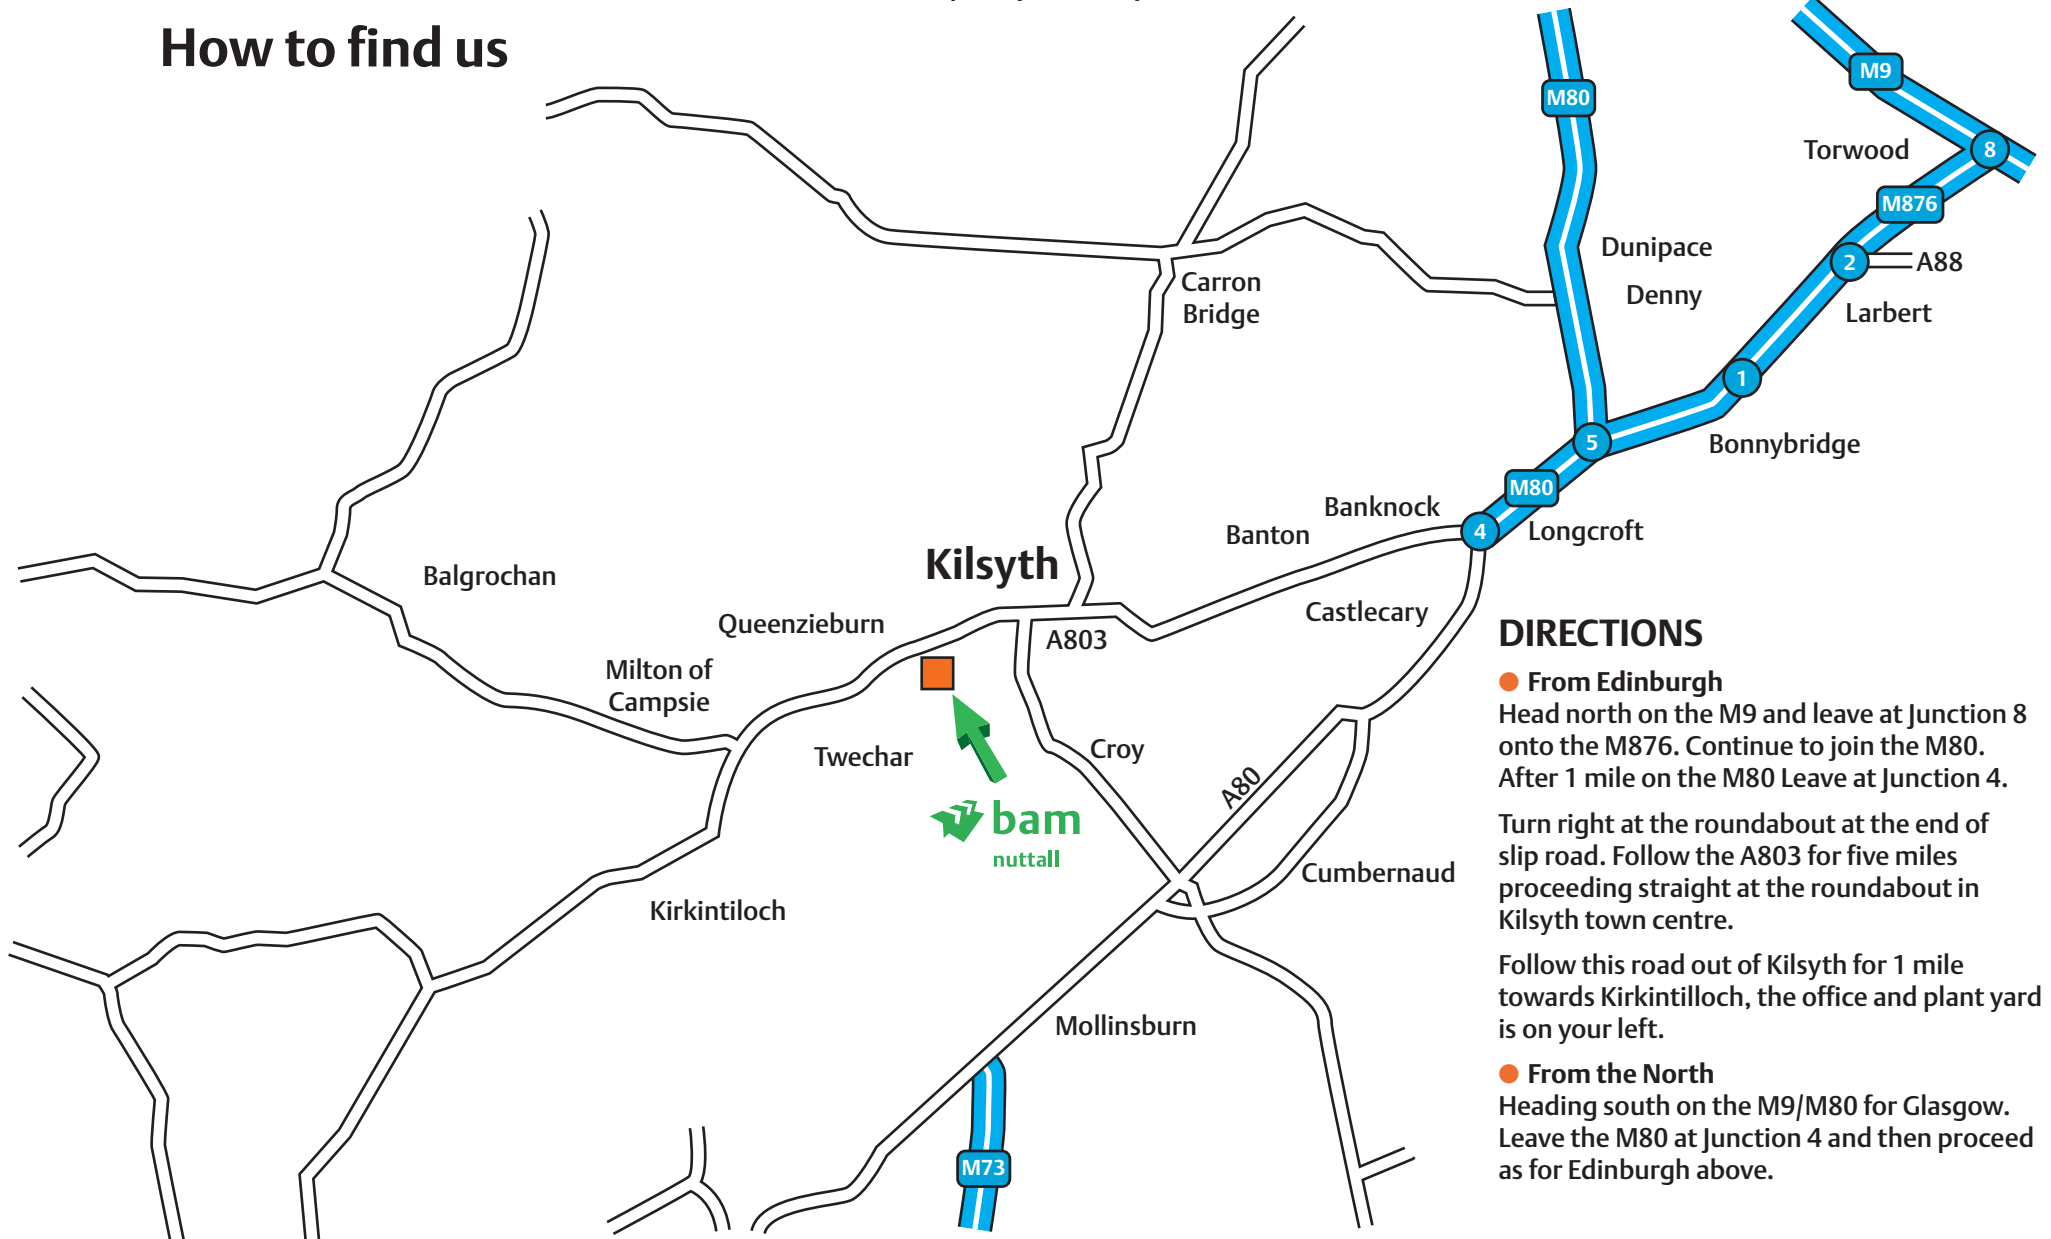 How to find us
M80
M9
Torwood
8
M876
Dunipace
2
A88
Carron
Bridge
Denny
Larbert
1
5
Bonnybridge
M80
Banknock
Banton
4
Longcroft
Kilsyth
Balgrochan
Queenzieburn
A803
Castlecary
Milton of
Campsie
Twechar
Croy
A80
bam
nuttall
Cumbernaud
Kirkintiloch
Mollinsburn
M73
DIRECTIONS
From Edinburgh
Head north on the M9 and leave at Junction 8
onto the M876. Continue to join the M80.
After 1 mile on the M80 Leave at Junction 4.
Turn right at the roundabout at the end of
slip road. Follow the A803 for five miles
proceeding straight at the roundabout in
Kilsyth town centre.
Follow this road out of Kilsyth for 1 mile
towards Kirkintilloch, the office and plant yard
is on your left.
From the North
Heading south on the M9/M80 for Glasgow.
Leave the M80 at Junction 4 and then proceed
as for Edinburgh above.